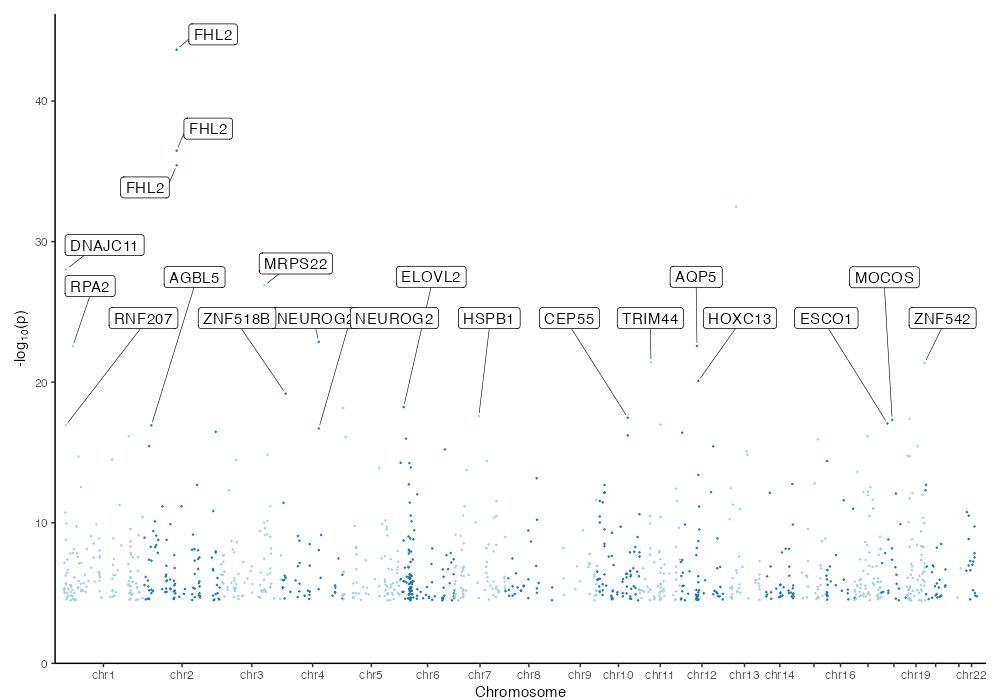 FHL2
40
FHL2
FHL2
DNAJC11
30
MRPS22
RPA2
AGBL5
ELOVL2
AQP5
MOCOS
RNF207
ZNF518B
NEUROG2
NEUROG2
HSPB1
CEP55
TRIM44
HOXC13
ESCO1
ZNF542
-log10(p)
20
10
0
chr1 chr2 chr3 chr4 chr5 chr6 chr7 chr8 chr9 chr10 chr11 chr12 chr13 chr14 chr16 chr19 chr22
Chromosome